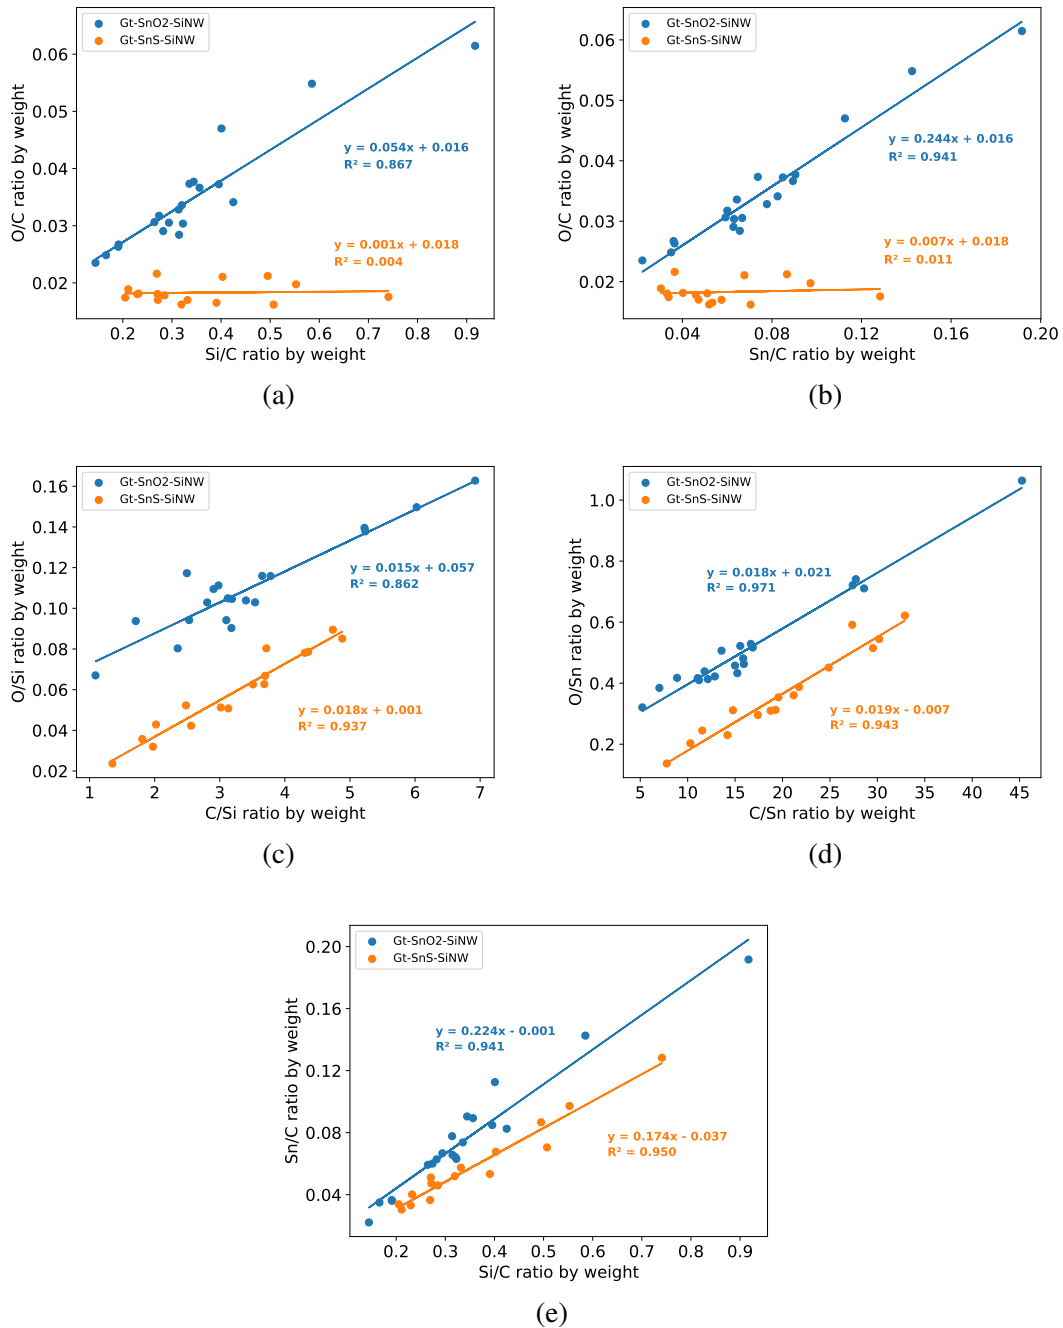 Gt-SnO2-SiNW
Gt-SnS-SiNW
y = 0.054x + 0.016
R² = 0.867
y = 0.001x + 0.018
R² = 0.004
0.06
0.05
0.04
0.03
0.02
O/C ratio by weight
0.2 0.3 0.4 0.5 0.6 0.7 0.8 0.9
Si/C ratio by weight
(a)
Gt-SnO2-SiNW
Gt-SnS-SiNW
y = 0.244x + 0.016
R² = 0.941
y = 0.007x + 0.018
R² = 0.011
0.06
0.05
0.04
0.03
0.02
O/C ratio by weight
0.04 0.08 0.12 0.16 0.20
Sn/C ratio by weight
(b)
Gt-SnO2-SiNW
Gt-SnS-SiNW
y = 0.015x + 0.057
R² = 0.862
y = 0.018x + 0.001
R² = 0.937
0.16
0.14
0.12
0.10
0.08
0.06
0.04
0.02
O/Si ratio by weight
1 2 3 4 5 6 7
C/Si ratio by weight
(c)
Gt-SnO2-SiNW
Gt-SnS-SiNW
y = 0.018x + 0.021
R² = 0.971
y = 0.019x - 0.007
R² = 0.943
1.0
0.8
0.6
0.4
0.2
O/Sn ratio by weight
5 10 15 20 25 30 35 40 45
C/Sn ratio by weight
(d)
Gt-SnO2-SiNW
Gt-SnS-SiNW
y = 0.224x - 0.001
R² = 0.941
y = 0.174x - 0.037
R² = 0.950
0.20
0.16
0.12
0.08
0.04
Sn/C ratio by weight
0.2 0.3 0.4 0.5 0.6 0.7 0.8 0.9
Si/C ratio by weight
(e)